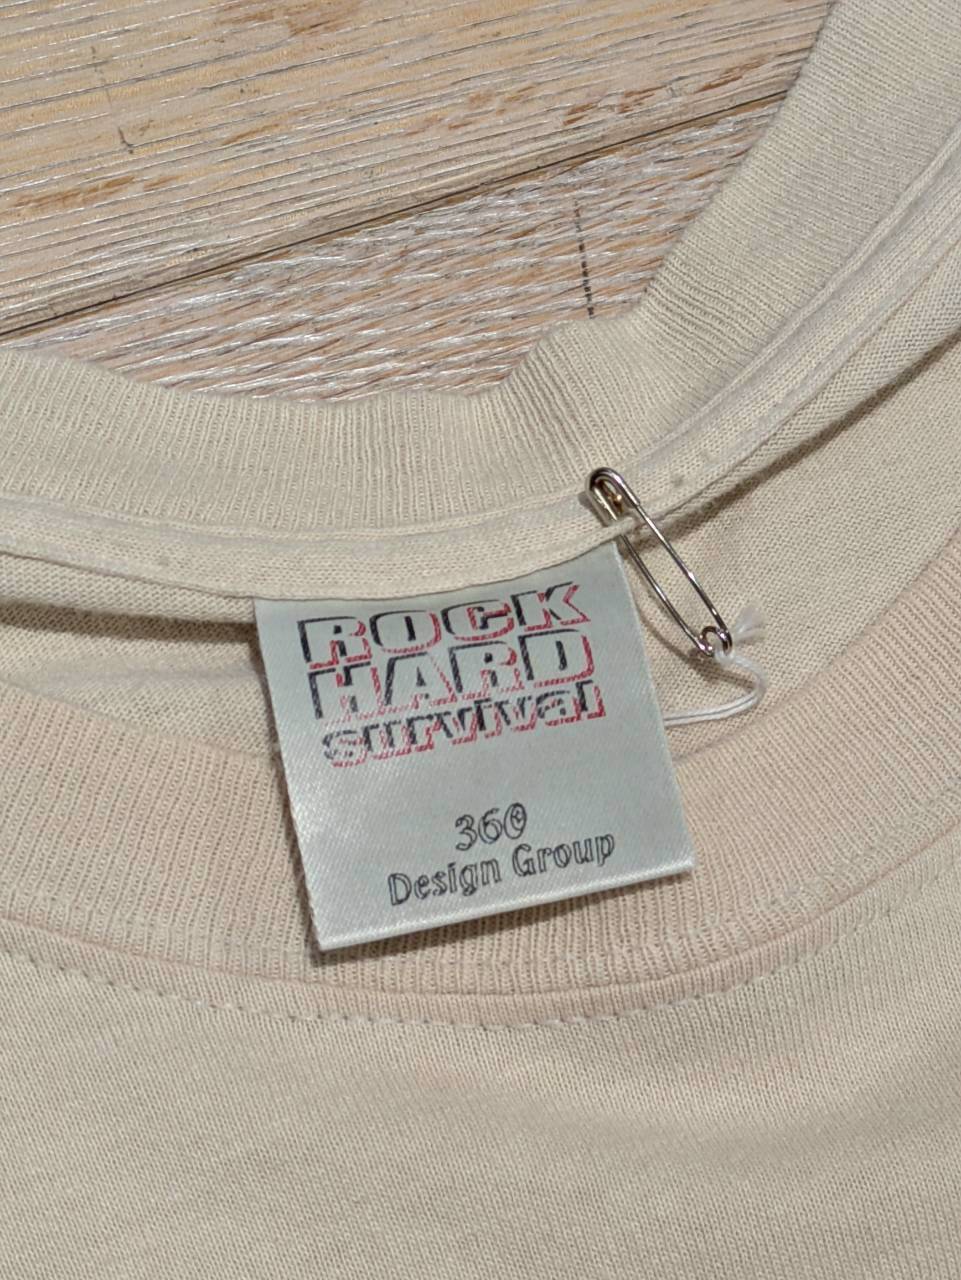 ROCK
HARD
survival
360
Design Group